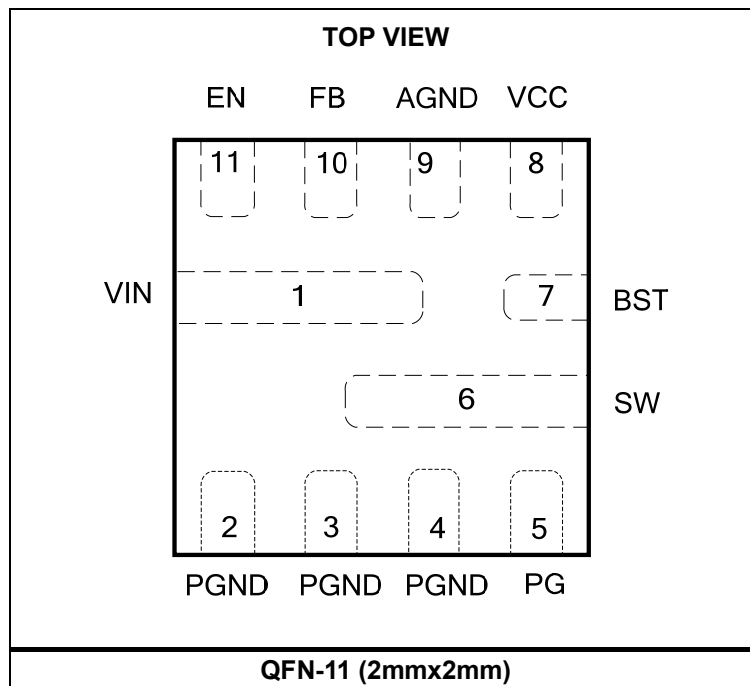 TOP VIEW
EN FB AGND VCC
11 10 9 8
VIN 1 7 BST
6 SW
2 3 4 5
PGND PGND PGND PG
QFN-11 (2mmx2mm)